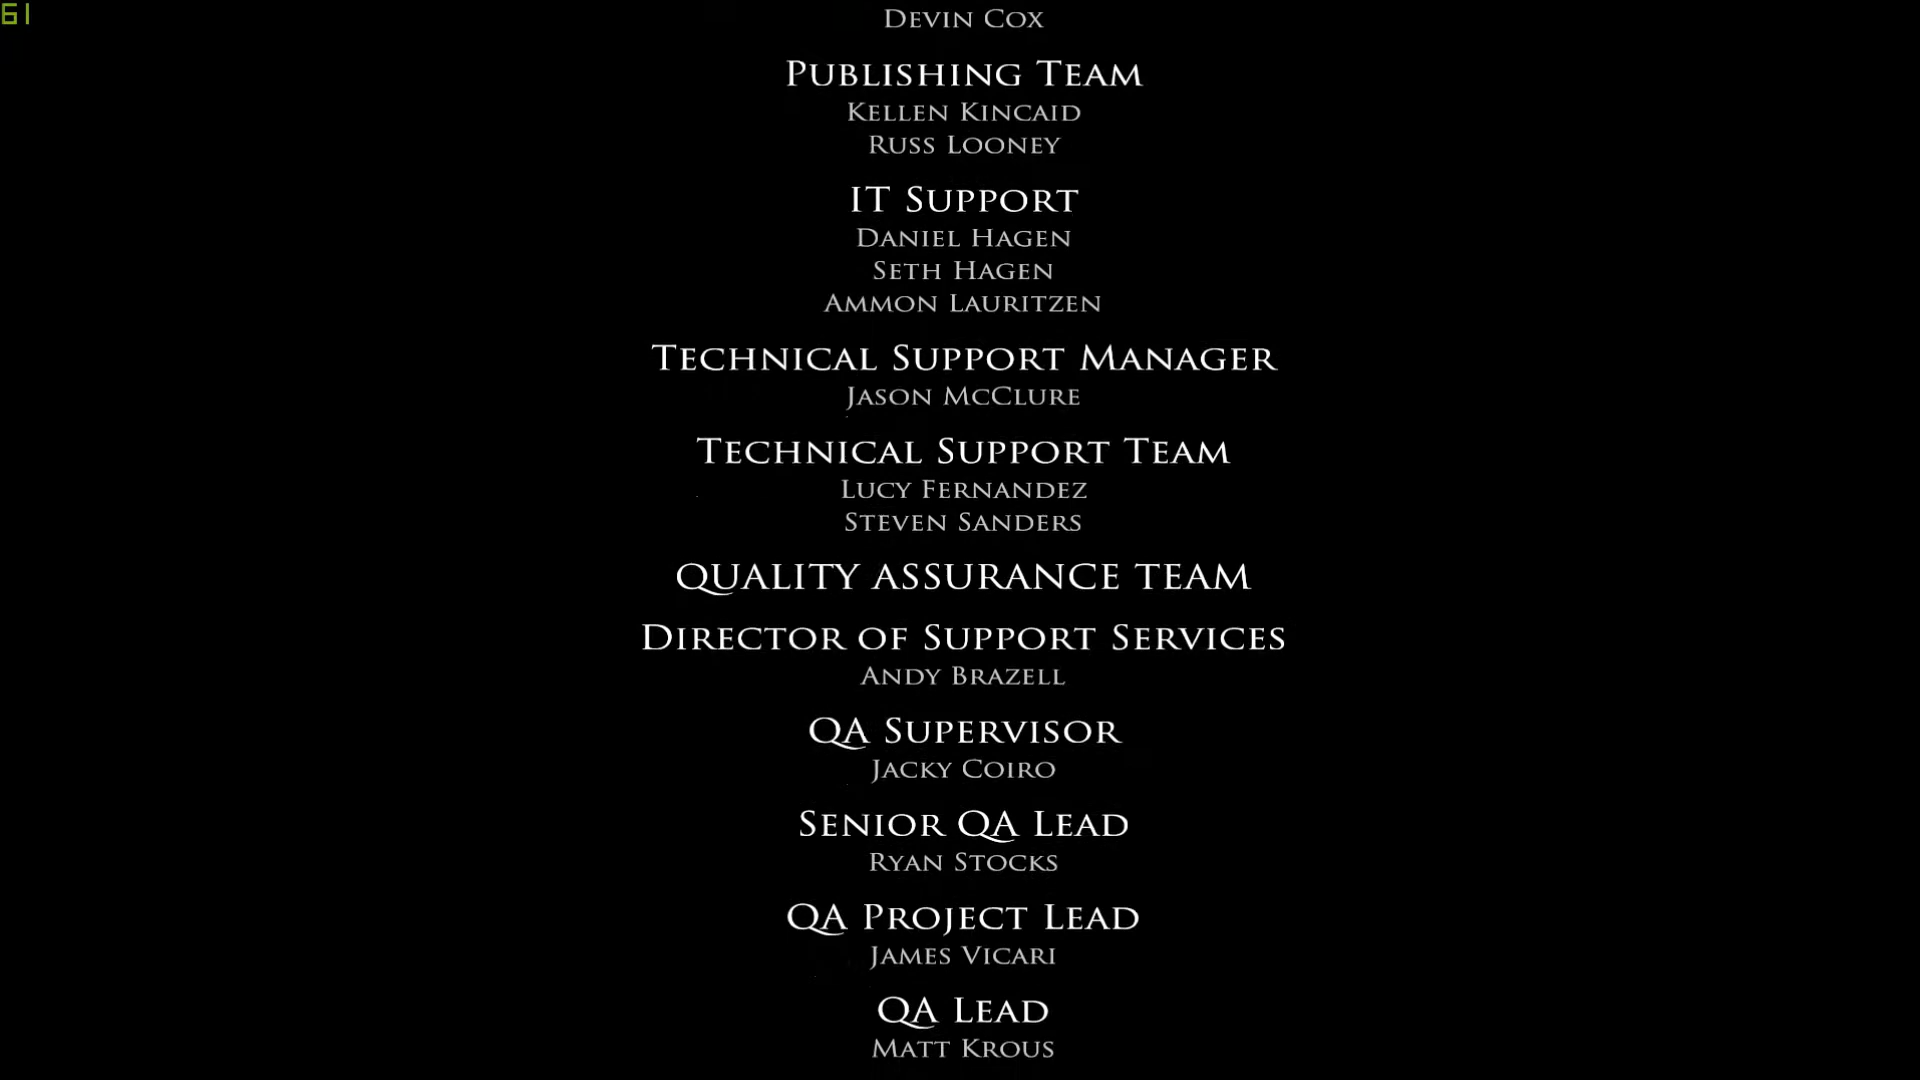 61
Devin Cox
Publishing Team
Kellen Kincaid
Russ Looney
IT Support
Daniel Hagen
Seth Hagen
Ammon Lauritzen
Technical Support Manager
Jason McClure
Technical Support Team
Lucy Fernandez
Steven Sanders
QUALITY ASSURANCE TEAM
Director of Support Services
Andy Brazell
QA Supervisor
Jacky Coiro
Senior QA Lead
Ryan Stocks
QA Project Lead
James Vicari
QA Lead
Matt Krous